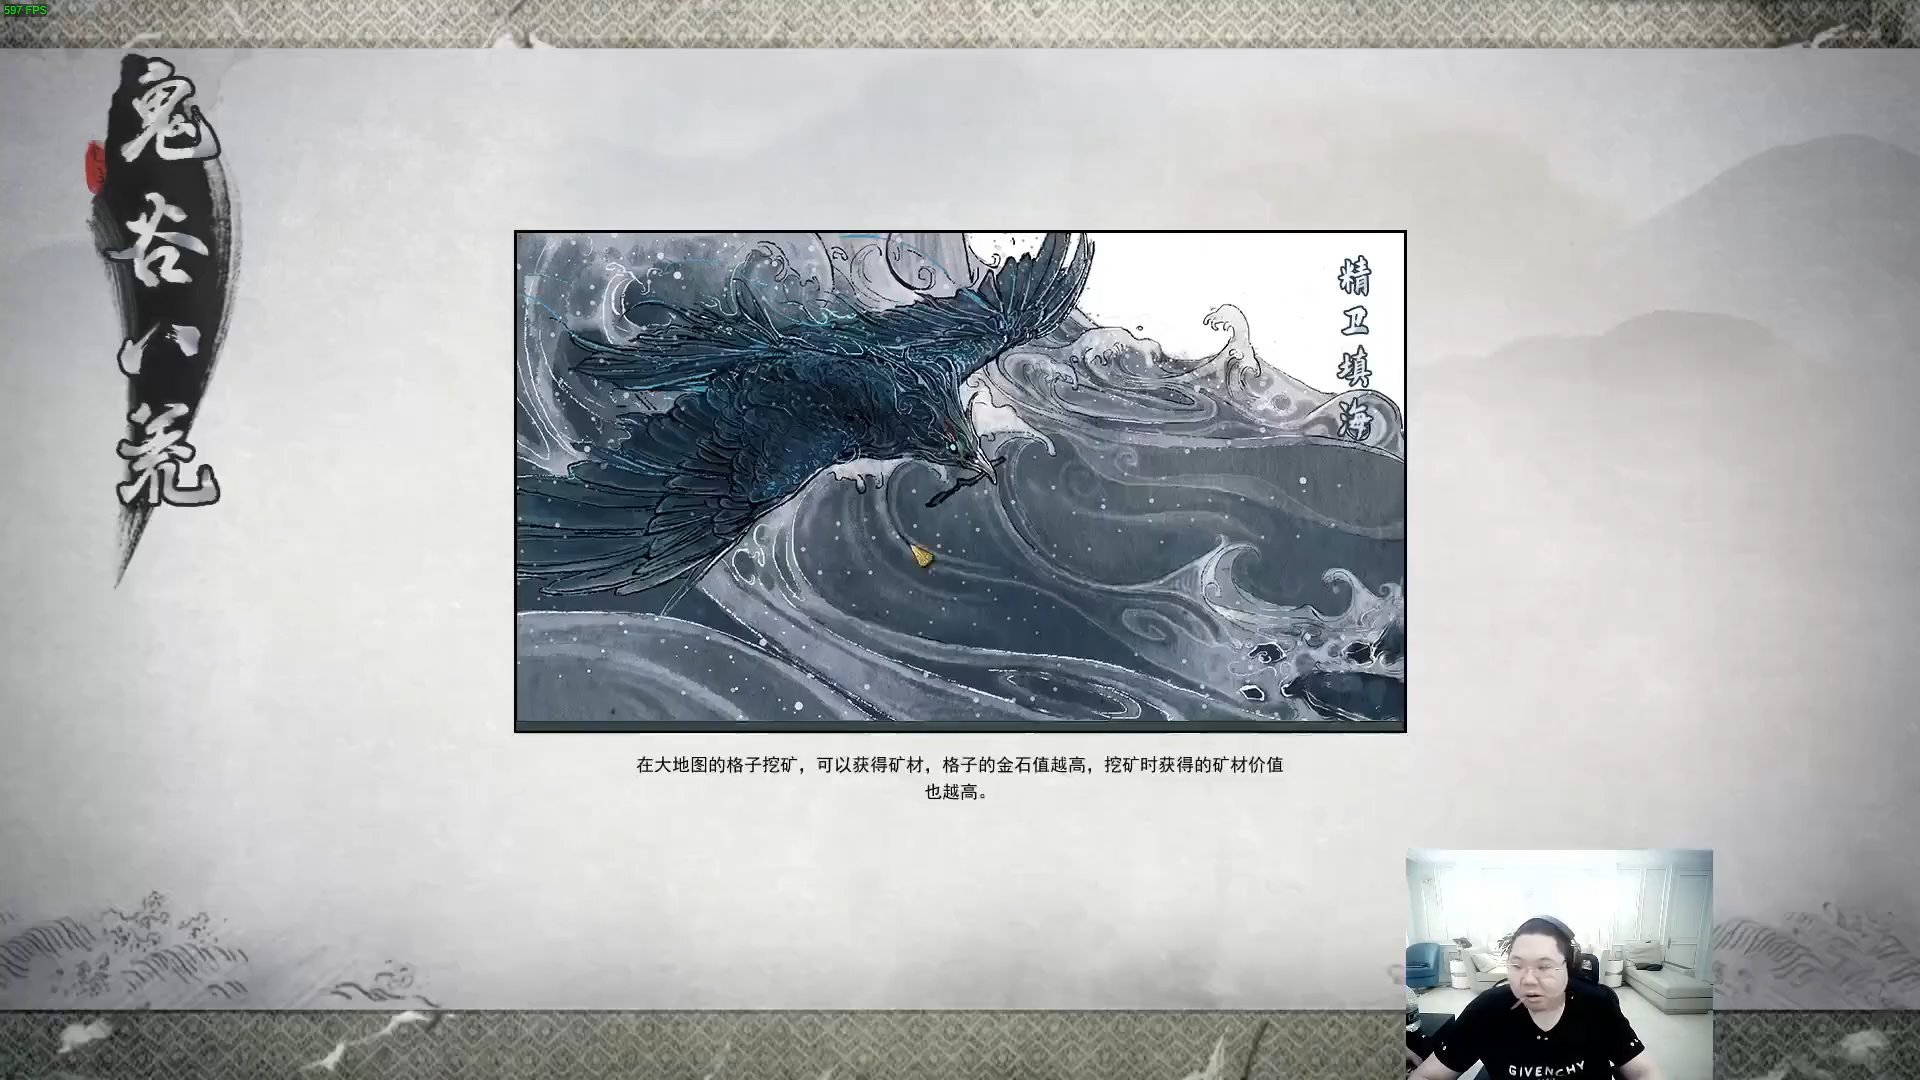 597 FPS
鬼谷八荒
精卫填海
在大地图的格子挖矿，可以获得矿材，格子的金石值越高，挖矿时获得的矿材价值
也越高。
GIVENCHY